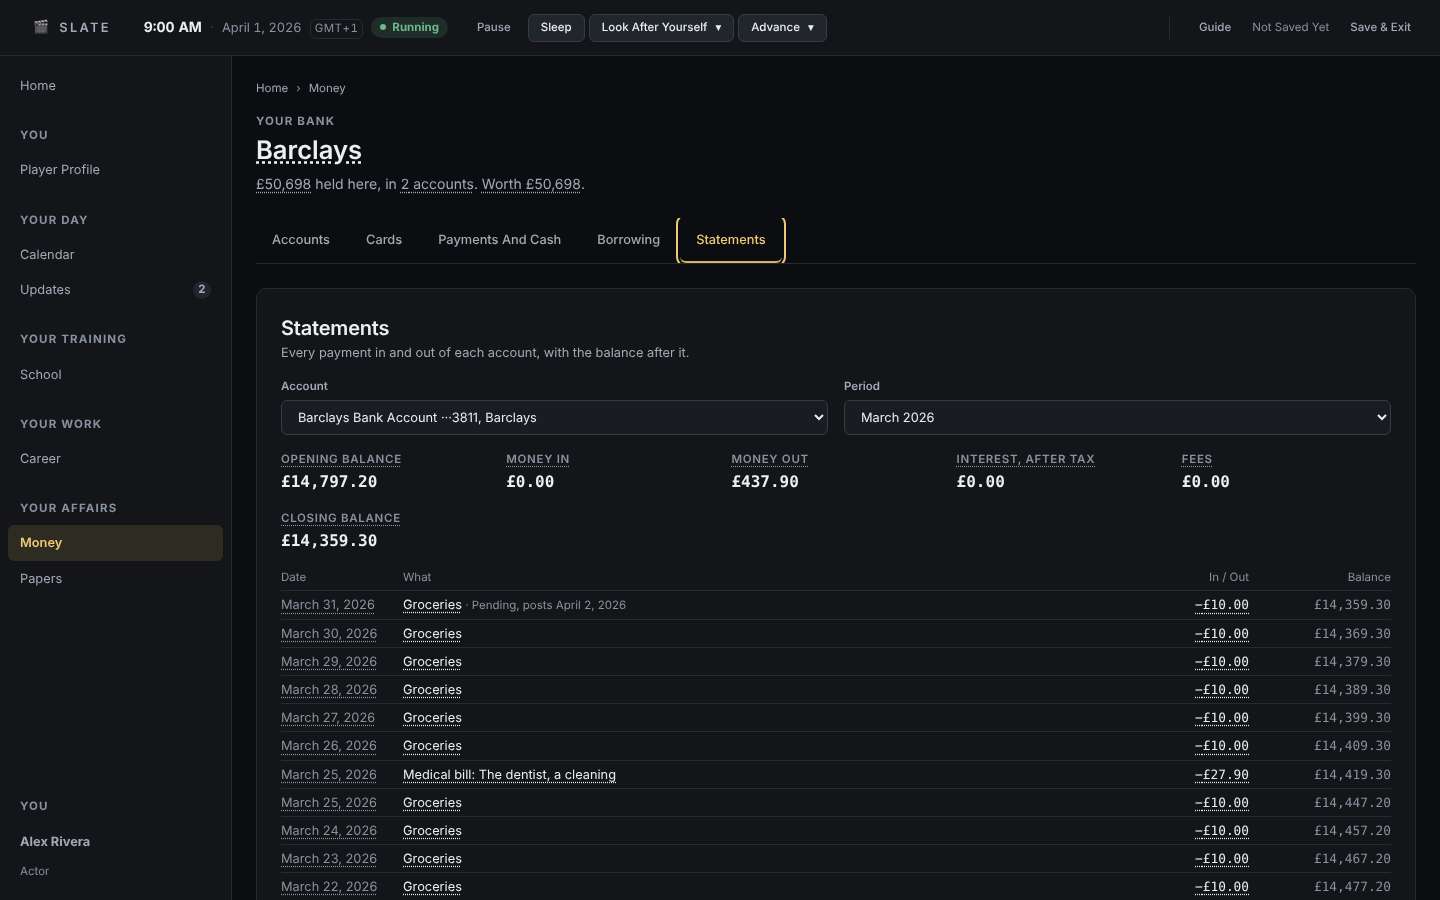 SLATE
9:00 AM · April 1, 2026 GMT+1 Running
Pause
Sleep
Look After Yourself ▾
Advance ▾
Guide
Not Saved Yet
Save & Exit
Home
YOU
Player Profile
YOUR DAY
Calendar
Updates 2
YOUR TRAINING
School
YOUR WORK
Career
YOUR AFFAIRS
Money
Papers
YOU
Alex Rivera
Actor
Home › Money
YOUR BANK
Barclays
£50,698 held here, in 2 accounts. Worth £50,698.
Accounts
Cards
Payments And Cash
Borrowing
Statements
Statements
Every payment in and out of each account, with the balance after it.
Account
Barclays Bank Account ···3811, Barclays
Period
March 2026
OPENING BALANCE
£14,797.20
MONEY IN
£0.00
MONEY OUT
£437.90
INTEREST, AFTER TAX
£0.00
FEES
£0.00
CLOSING BALANCE
£14,359.30
Date What In / Out Balance
March 31, 2026 Groceries · Pending, posts April 2, 2026 −£10.00 £14,359.30
March 30, 2026 Groceries −£10.00 £14,369.30
March 29, 2026 Groceries −£10.00 £14,379.30
March 28, 2026 Groceries −£10.00 £14,389.30
March 27, 2026 Groceries −£10.00 £14,399.30
March 26, 2026 Groceries −£10.00 £14,409.30
March 25, 2026 Medical bill: The dentist, a cleaning −£27.90 £14,419.30
March 25, 2026 Groceries −£10.00 £14,447.20
March 24, 2026 Groceries −£10.00 £14,457.20
March 23, 2026 Groceries −£10.00 £14,467.20
March 22, 2026 Groceries −£10.00 £14,477.20